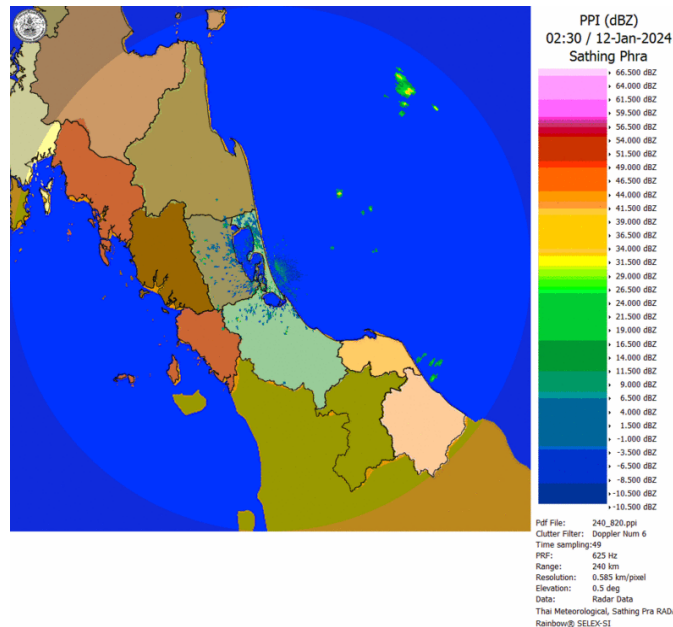 PPI (dBZ)
02:30 / 12-Jan-2024
Sathing Phra
66.500 dBZ
64.000 dBZ
61.500 dBZ
59.500 dBZ
56.500 dBZ
54.000 dBZ
51.500 dBZ
49.000 dBZ
46.500 dBZ
44.000 dBZ
41.500 dBZ
39.000 dBZ
36.500 dBZ
34.000 dBZ
31.500 dBZ
29.000 dBZ
26.500 dBZ
24.000 dBZ
21.500 dBZ
19.000 dBZ
16.500 dBZ
14.000 dBZ
11.500 dBZ
9.000 dBZ
6.500 dBZ
4.000 dBZ
1.500 dBZ
-1.000 dBZ
-3.500 dBZ
-6.500 dBZ
-8.500 dBZ
-10.500 dBZ
-10.500 dBZ
Pdf File: 240_820.ppi
Clutter Filter: Doppler Num 6
Time sampling:49
PRF: 625 Hz
Range: 240 km
Resolution: 0.585 km/pixel
Elevation: 0.5 deg
Data: Radar Data
Thai Meteorological, Sathing Pra RAD
Rainbow® SELEX-SI